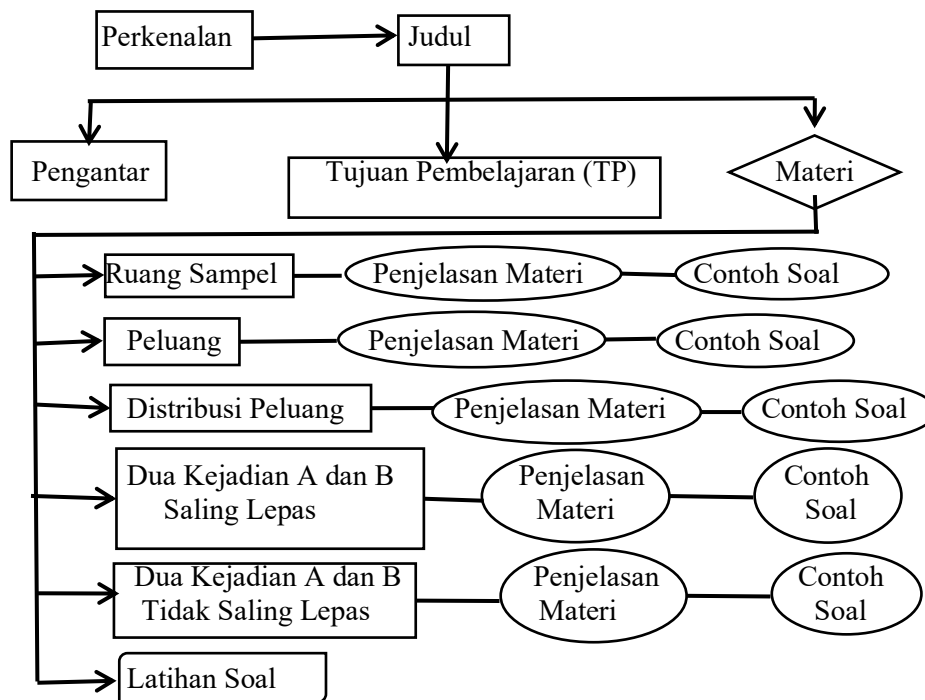 Perkenalan
Judul
Pengantar
Tujuan Pembelajaran (TP)
Materi
Ruang Sampel
Penjelasan Materi
Contoh Soal
Peluang
Penjelasan Materi
Contoh Soal
Distribusi Peluang
Penjelasan Materi
Contoh Soal
Dua Kejadian A dan B
Saling Lepas
Penjelasan
Materi
Contoh
Soal
Dua Kejadian A dan B
Tidak Saling Lepas
Penjelasan
Materi
Contoh
Soal
Latihan Soal